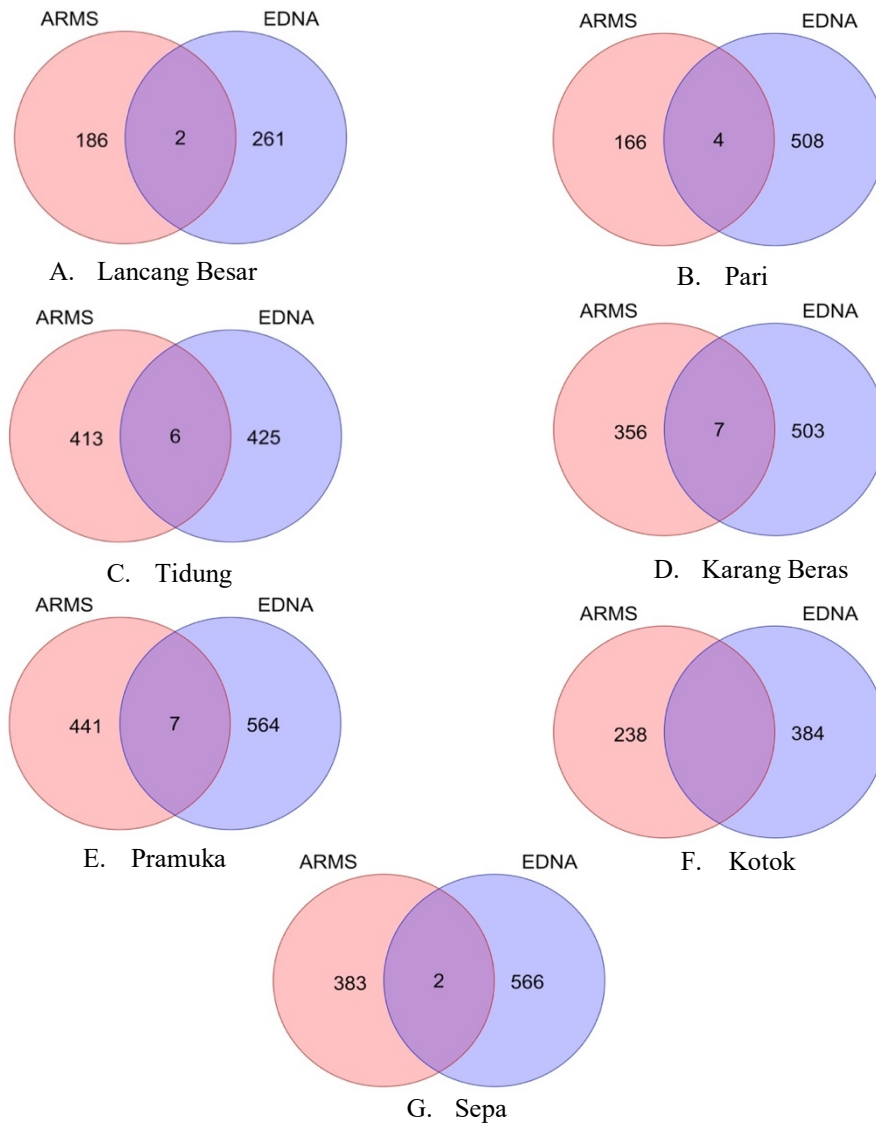 ARMS EDNA
186 2 261
A. Lancang Besar
ARMS EDNA
166 4 508
B. Pari
ARMS EDNA
413 6 425
C. Tidung
ARMS EDNA
356 7 503
D. Karang Beras
ARMS EDNA
441 7 564
E. Pramuka
ARMS EDNA
238 384
F. Kotok
ARMS EDNA
383 2 566
G. Sepa